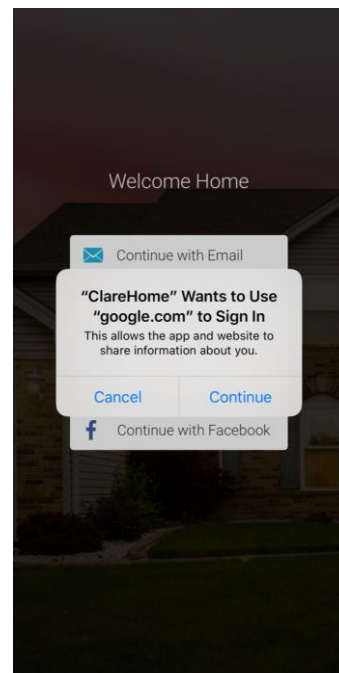 Welcome Home
Continue with Email
“ClareHome” Wants to Use
“google.com” to Sign In
This allows the app and website to
share information about you.
Cancel
Continue
f Continue with Facebook